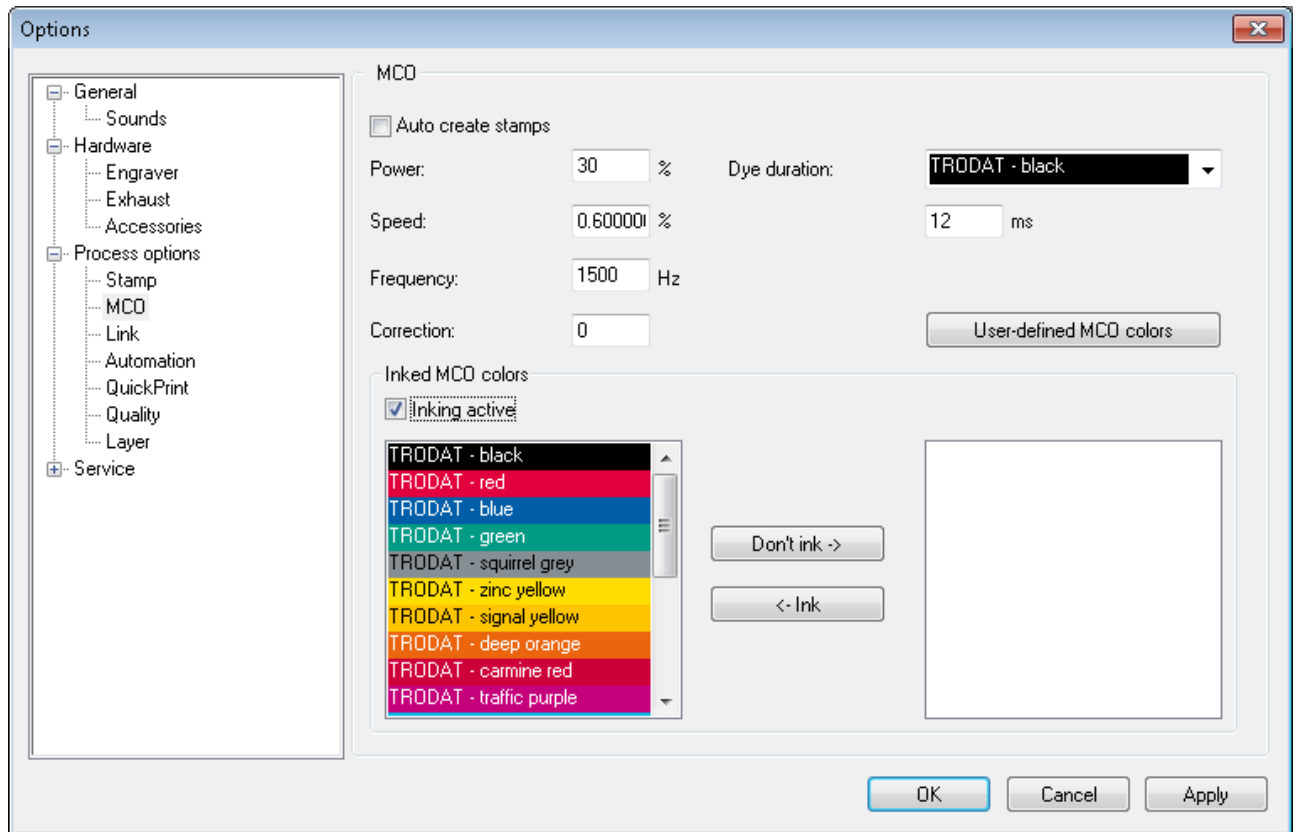 Options
General
Sounds
Hardware
Engraver
Exhaust
Accessories
Process options
Stamp
MCO
Link
Automation
QuickPrint
Quality
Layer
Service
MCO
Auto create stamps
Power: 30 % Dye duration: TRODAT - black
Speed: 0.60000 % 12 ms
Frequency: 1500 Hz
Correction: 0 User-defined MCO colors
Inked MCO colors
Inking active
TRODAT - black
TRODAT - red
TRODAT - blue
TRODAT - green
TRODAT - squirrel grey
TRODAT - zinc yellow
TRODAT - signal yellow
TRODAT - deep orange
TRODAT - carmine red
TRODAT - traffic purple
Don't ink ->
<- Ink
OK Cancel Apply